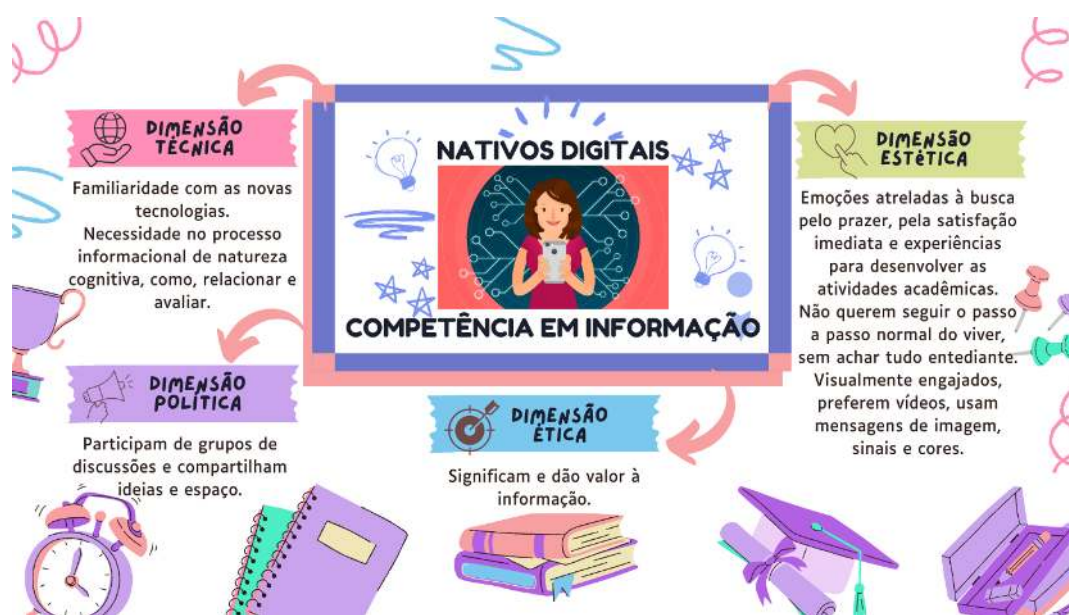 NATIVOS DIGITAIS
COMPETÊNCIA EM INFORMAÇÃO
DIMENSÃO
TÉCNICA
Familiaridade com as novas
tecnologias.
Necessidade no processo
informacional de natureza
cognitiva, como, relacionar e
avaliar.
DIMENSÃO
POLÍTICA
Participam de grupos de
discussões e compartilham
ideias e espaço.
DIMENSÃO
ÉTICA
Significam e dão valor à
informação.
DIMENSÃO
ESTÉTICA
Emoções atreladas à busca
pelo prazer, pela satisfação
imediata e experiências
para desenvolver as
atividades acadêmicas.
Não querem seguir o passo
a passo normal do viver,
sem achar tudo entediante.
Visualmente engajados,
preferem vídeos, usam
mensagens de imagem,
sinais e cores.